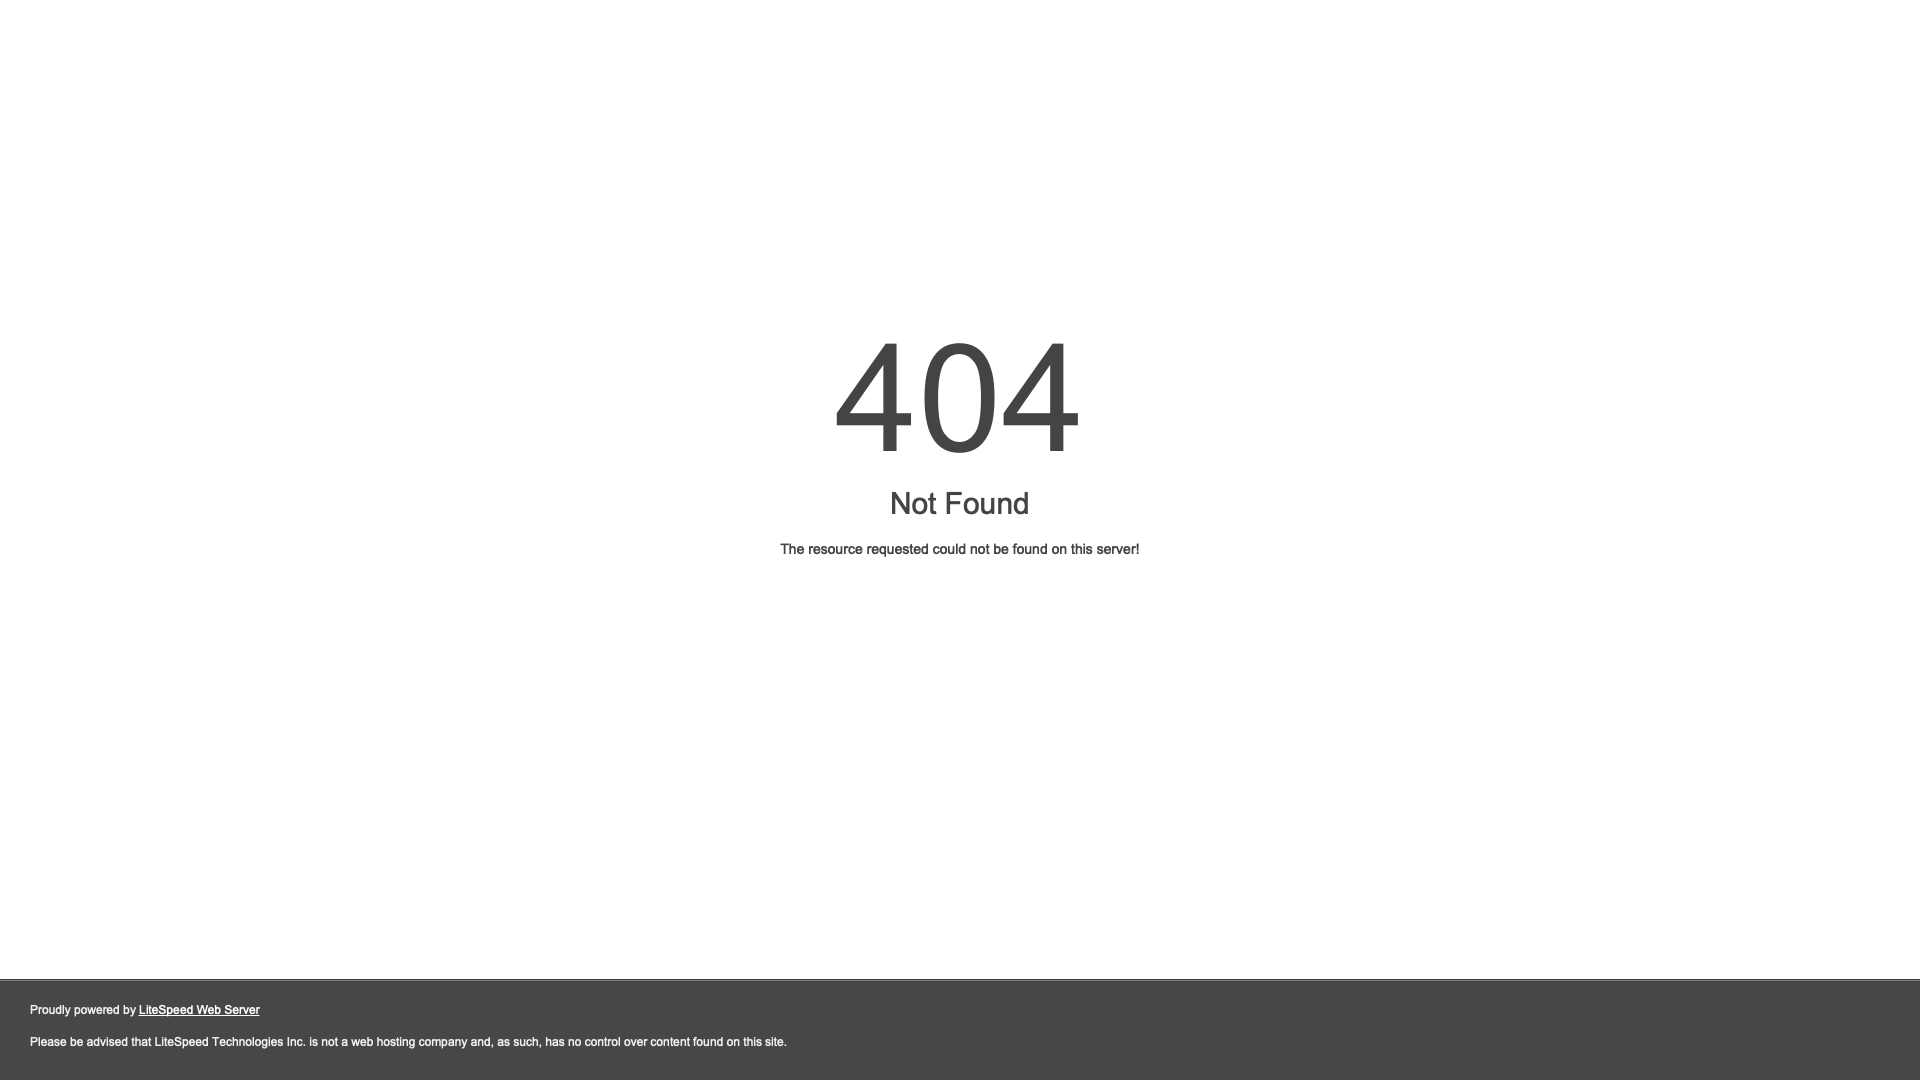 404
Not Found
The resource requested could not be found on this server!
Proudly powered by LiteSpeed Web Server
Please be advised that LiteSpeed Technologies Inc. is not a web hosting company and, as such, has no control over content found on this site.